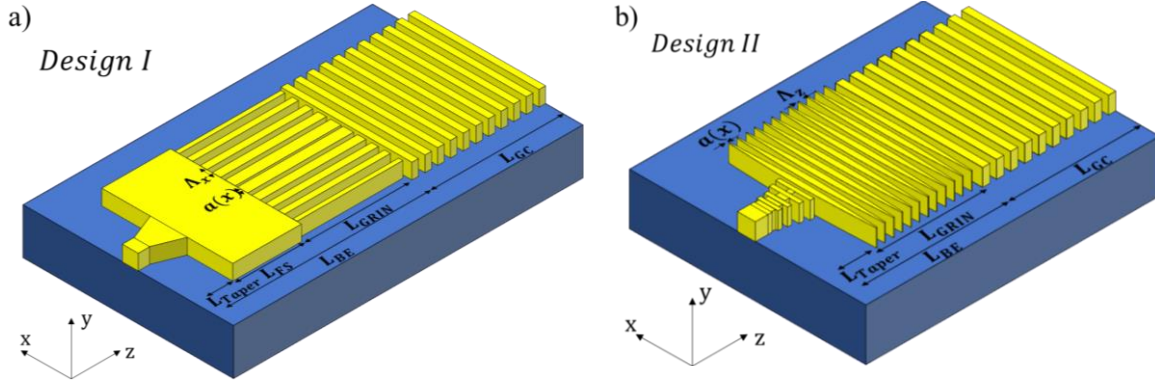 a)
Design I
Λx
α(x)
LTaper
LFS
LGRIN
LBE
LGC
x
y
z
b)
Design II
α(x)
Λz
LTaper
LGRIN
LBE
LGC
x
y
z